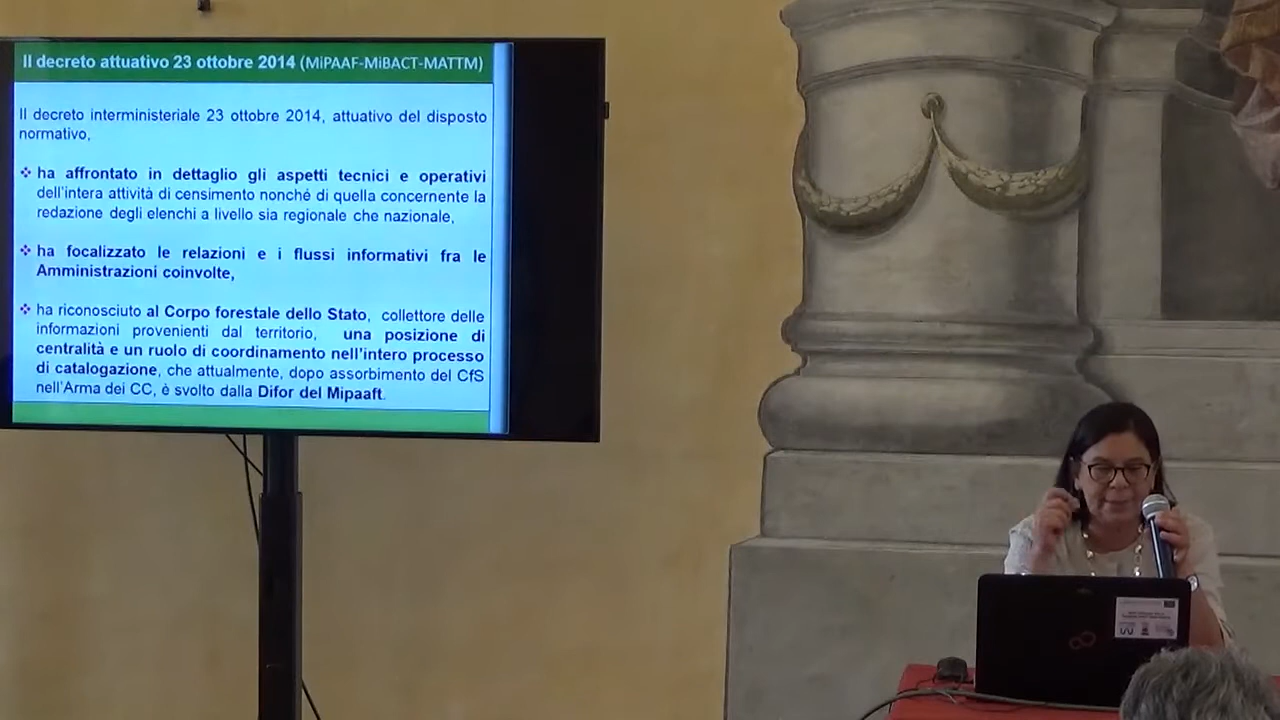 Il decreto attuativo 23 ottobre 2014 (MiPAAF-MiBACT-MATTM)
Il decreto interministeriale 23 ottobre 2014, attuativo del disposto
normativo,
❖ ha affrontato in dettaglio gli aspetti tecnici e operativi
dell'intera attività di censimento nonché di quella concernente la
redazione degli elenchi a livello sia regionale che nazionale,
❖ ha focalizzato le relazioni e i flussi informativi fra le
Amministrazioni coinvolte,
❖ ha riconosciuto al Corpo forestale dello Stato, collettore delle
informazioni provenienti dal territorio, una posizione di
centralità e un ruolo di coordinamento nell'intero processo
di catalogazione, che attualmente, dopo assorbimento del CfS
nell'Arma dei CC, è svolto dalla Difor del Mipaaft.